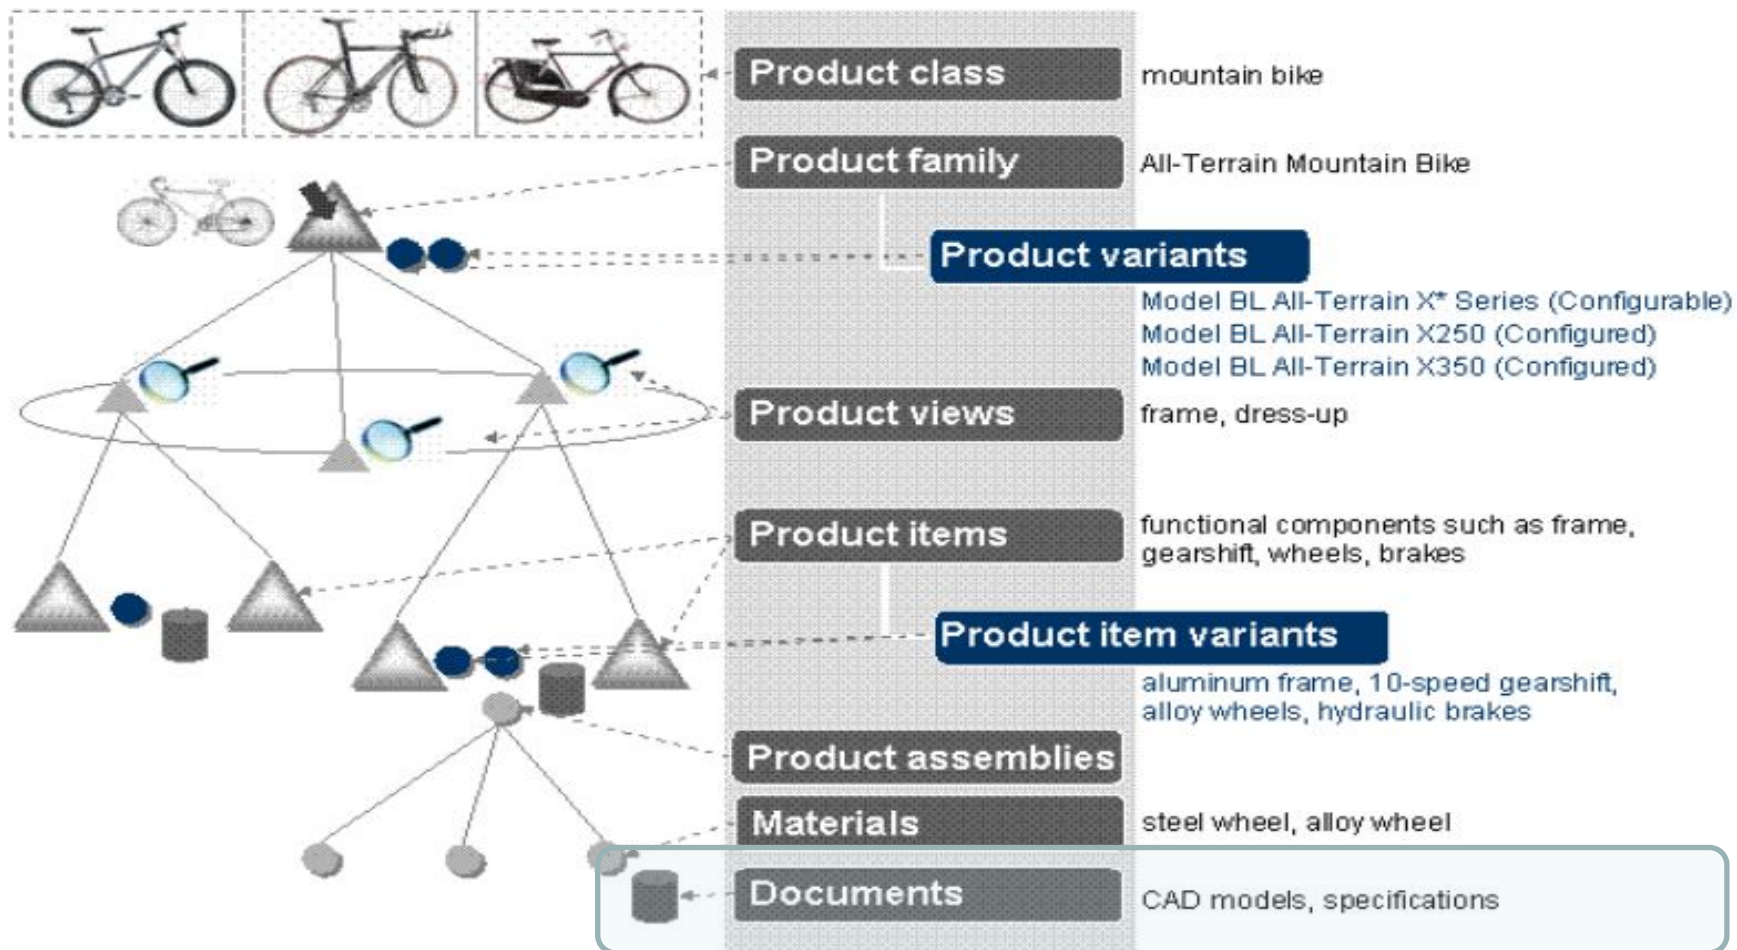 Product class
mountain bike
Product family
All-Terrain Mountain Bike
Product variants
Model BL All-Terrain X* Series (Configurable)
Model BL All-Terrain X250 (Configured)
Model BL All-Terrain X350 (Configured)
Product views
frame, dress-up
Product items
functional components such as frame,
gearshift, wheels, brakes
Product item variants
aluminum frame, 10-speed gearshift,
alloy wheels, hydraulic brakes
Product assemblies
Materials
steel wheel, alloy wheel
Documents
CAD models, specifications